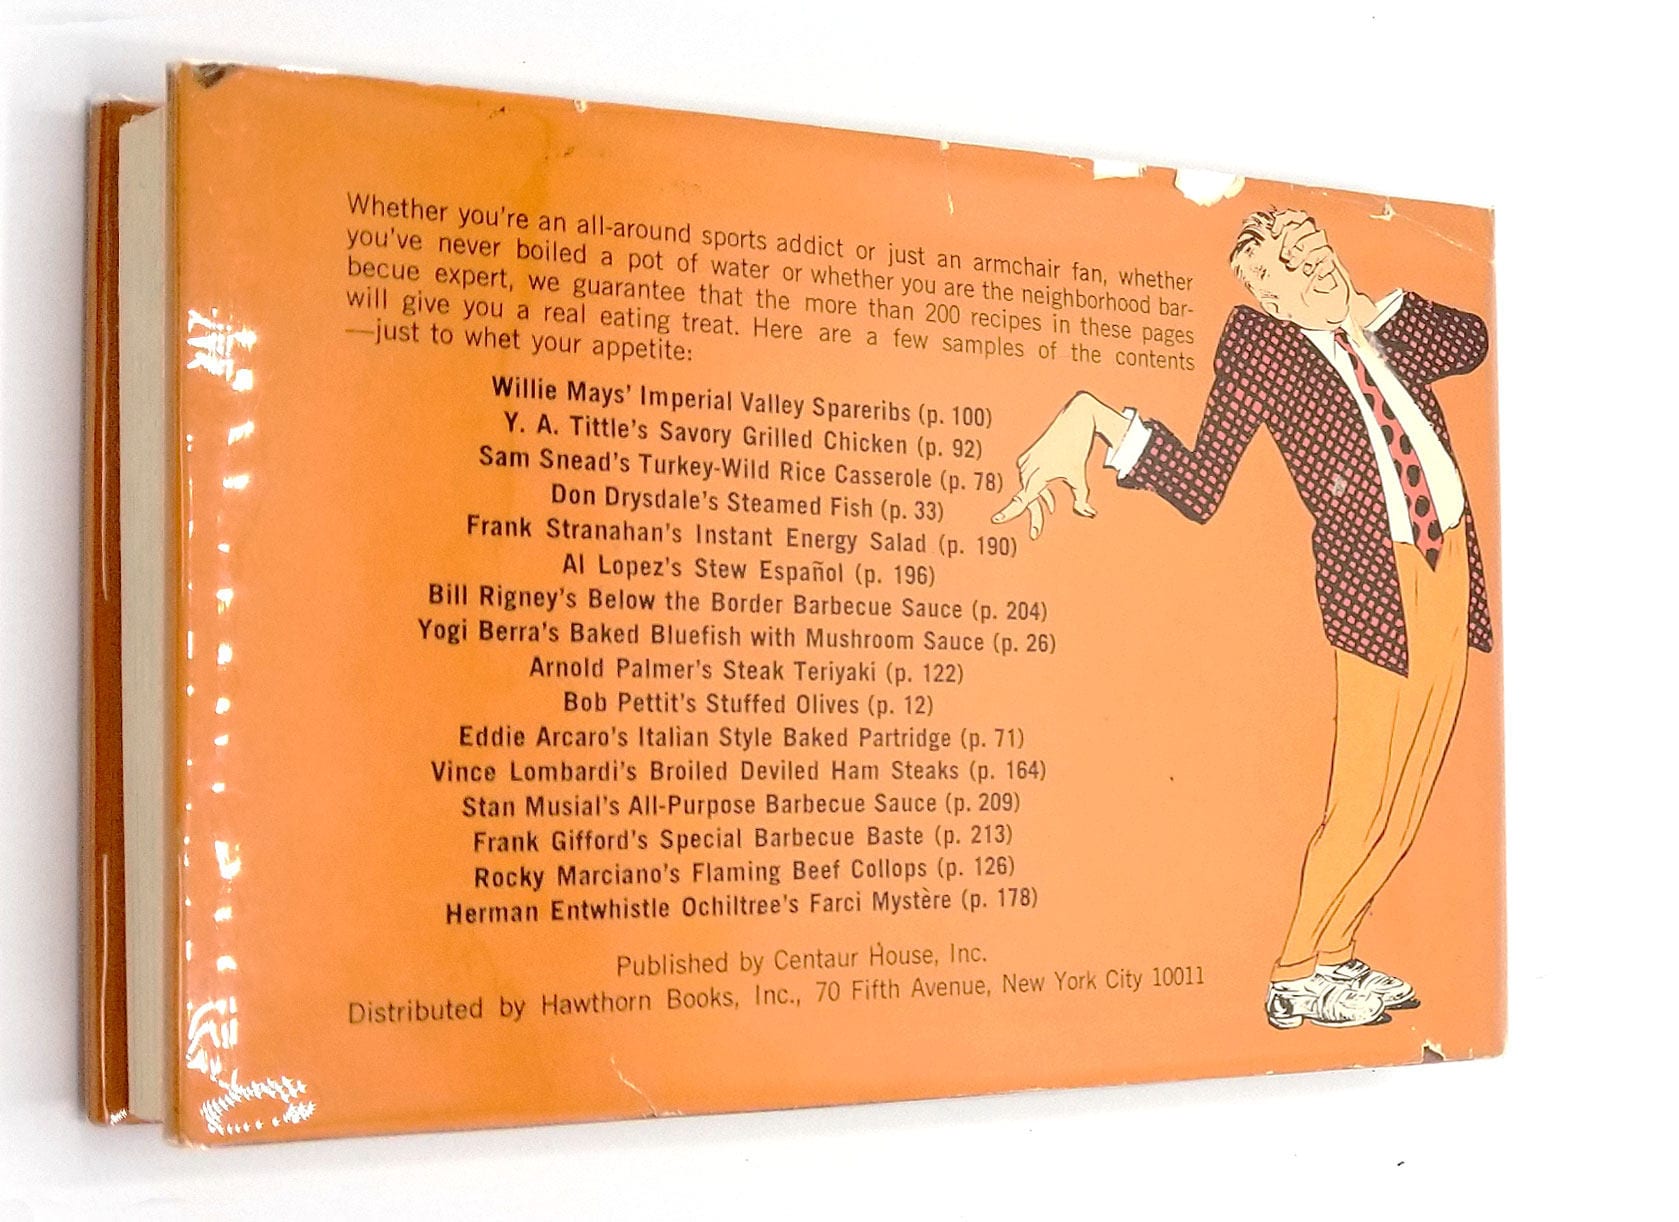 Whether you're an all-around sports addict or just an armchair fan, whether
you've never boiled a pot of water or whether you are the neighborhood bar-
becue expert, we guarantee that the more than 200 recipes in these pages
will give you a real eating treat. Here are a few samples of the contents
—just to whet your appetite:
Willie Mays' Imperial Valley Spareribs (p. 100)
Y. A. Tittle's Savory Grilled Chicken (p. 92)
Sam Snead's Turkey-Wild Rice Casserole (p. 78)
Don Drysdale's Steamed Fish (p. 33)
Frank Stranahan's Instant Energy Salad (p. 190)
Al Lopez's Stew Español (p. 196)
Bill Rigney's Below the Border Barbecue Sauce (p. 204)
Yogi Berra's Baked Bluefish with Mushroom Sauce (p. 26)
Arnold Palmer's Steak Teriyaki (p. 122)
Bob Pettit's Stuffed Olives (p. 12)
Eddie Arcaro's Italian Style Baked Partridge (p. 71)
Vince Lombardi's Broiled Deviled Ham Steaks (p. 164)
Stan Musial's All-Purpose Barbecue Sauce (p. 209)
Frank Gifford's Special Barbecue Baste (p. 213)
Rocky Marciano's Flaming Beef Collops (p. 126)
Herman Entwhistle Ochiltree's Farci Mystère (p. 178)
Published by Centaur House, Inc.
Distributed by Hawthorn Books, Inc., 70 Fifth Avenue, New York City 10011